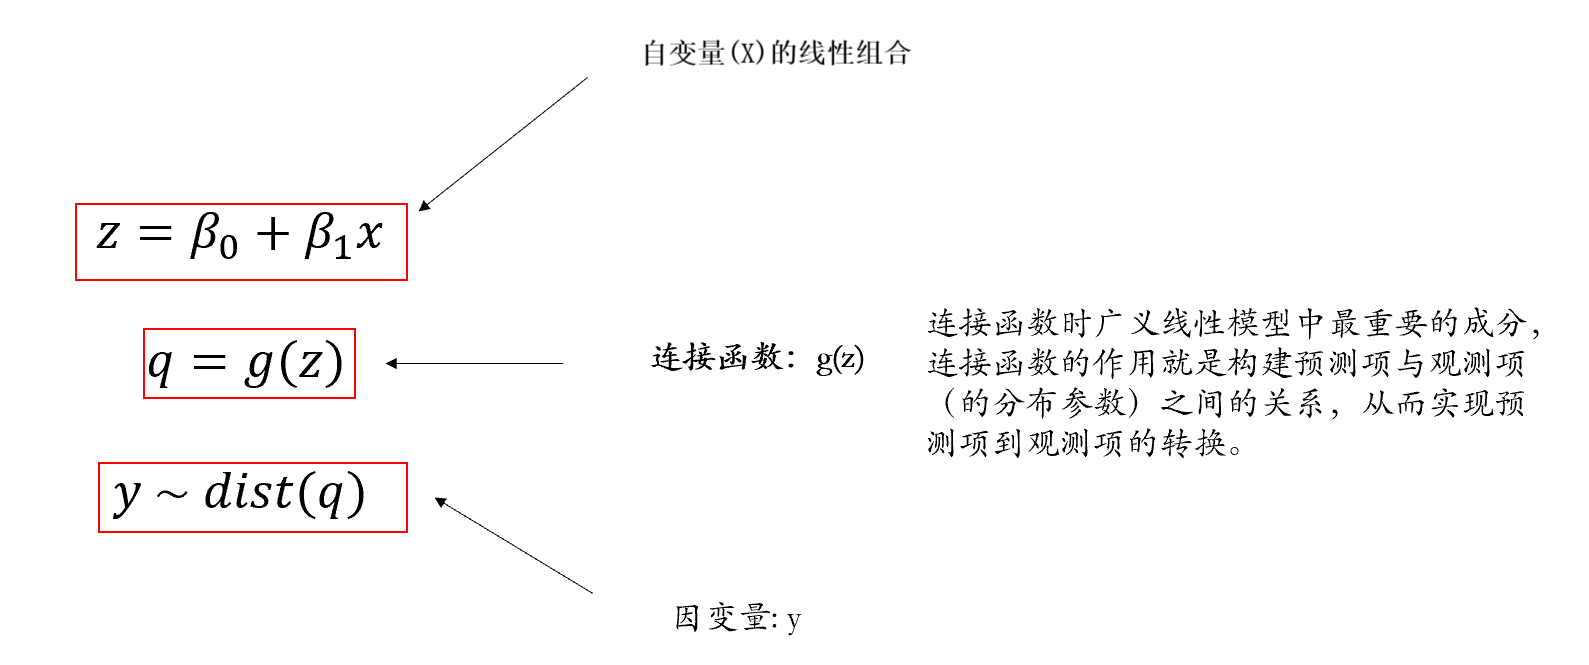 自变量(X)的线性组合
z = β₀ + β₁x
q = g(z)
连接函数：g(z)
连接函数时广义线性模型中最重要的成分，
连接函数的作用就是构建预测项与观测项
（的分布参数）之间的关系，从而实现预
测项到观测项的转换。
y ~ dist(q)
因变量: y